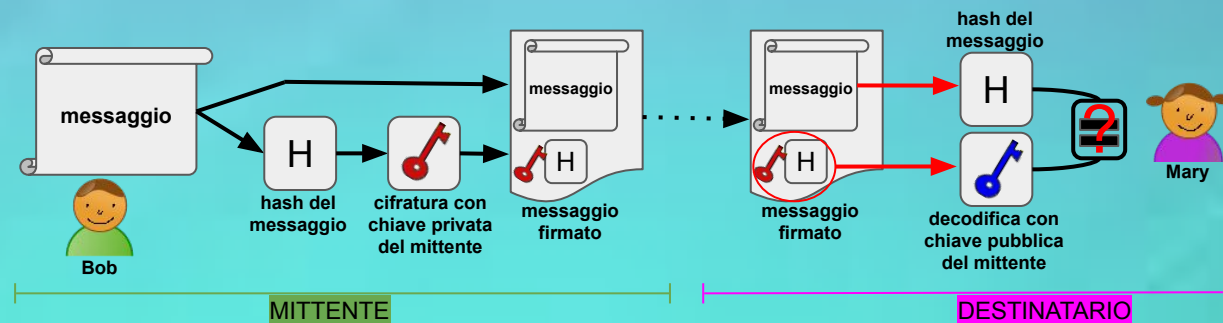 messaggio
Bob
H
hash del
messaggio
cifratura con
chiave privata
del mittente
messaggio
H
messaggio
firmato
MITTENTE
messaggio
H
messaggio
firmato
hash del
messaggio
H
decodifica con
chiave pubblica
del mittente
=
?
Mary
DESTINATARIO